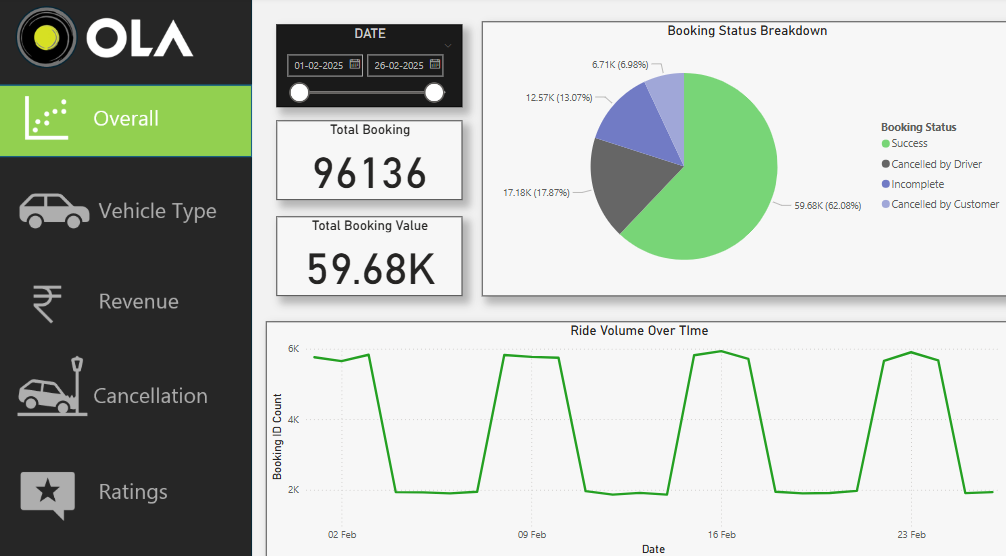 OLA
Overall
Vehicle Type
Revenue
Cancellation
Ratings
DATE
01-02-2025 26-02-2025
Total Booking
96136
Total Booking Value
59.68K
Booking Status Breakdown
6.71K (6.98%)
12.57K (13.07%)
17.18K (17.87%)
59.68K (62.08%)
Booking Status
Success
Cancelled by Driver
Incomplete
Cancelled by Customer
Ride Volume Over TIme
Booking ID Count
6K
4K
2K
02 Feb 09 Feb 16 Feb 23 Feb
Date